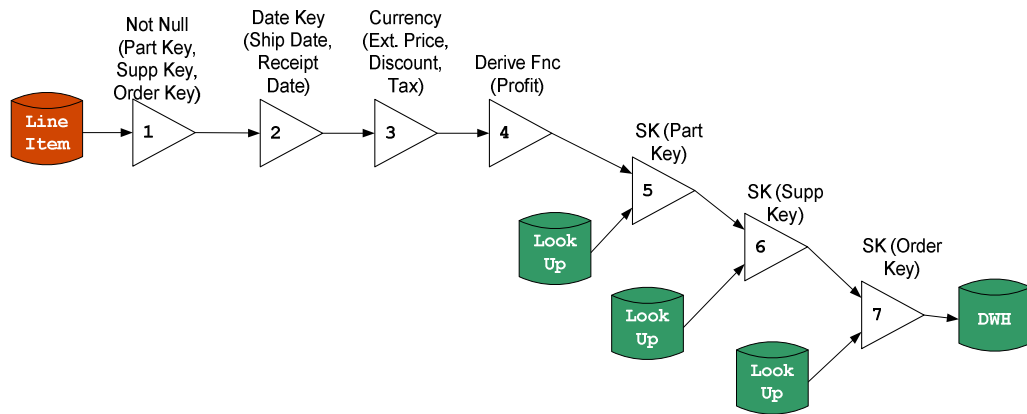 Not Null
(Part Key,
Supp Key,
Order Key)
Date Key
(Ship Date,
Receipt
Date)
Currency
(Ext. Price,
Discount,
Tax)
Derive Fnc
(Profit)
Line
Item
1
2
3
4
SK (Part
Key)
5
Look
Up
SK (Supp
Key)
6
Look
Up
SK (Order
Key)
7
Look
Up
DWH